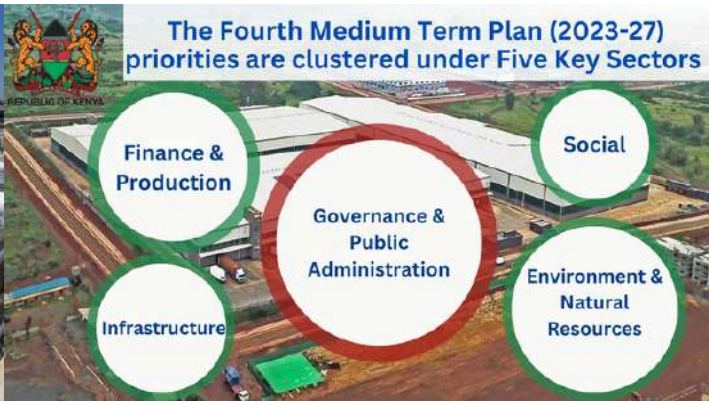 The Fourth Medium Term Plan (2023-27)
priorities are clustered under Five Key Sectors
REPUBLIC OF KENYA
Finance &
Production
Governance &
Public
Administration
Social
Infrastructure
Environment &
Natural
Resources